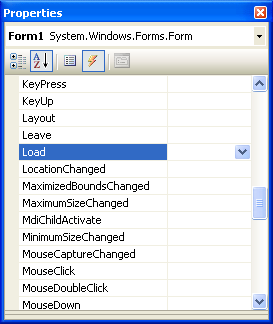 Properties
Form1 System.Windows.Forms.Form
A
Z
KeyPress
KeyUp
Layout
Leave
Load
LocationChanged
MaximizedBoundsChanged
MaximumSizeChanged
MdiChildActivate
MinimumSizeChanged
MouseCaptureChanged
MouseClick
MouseDoubleClick
MouseDown